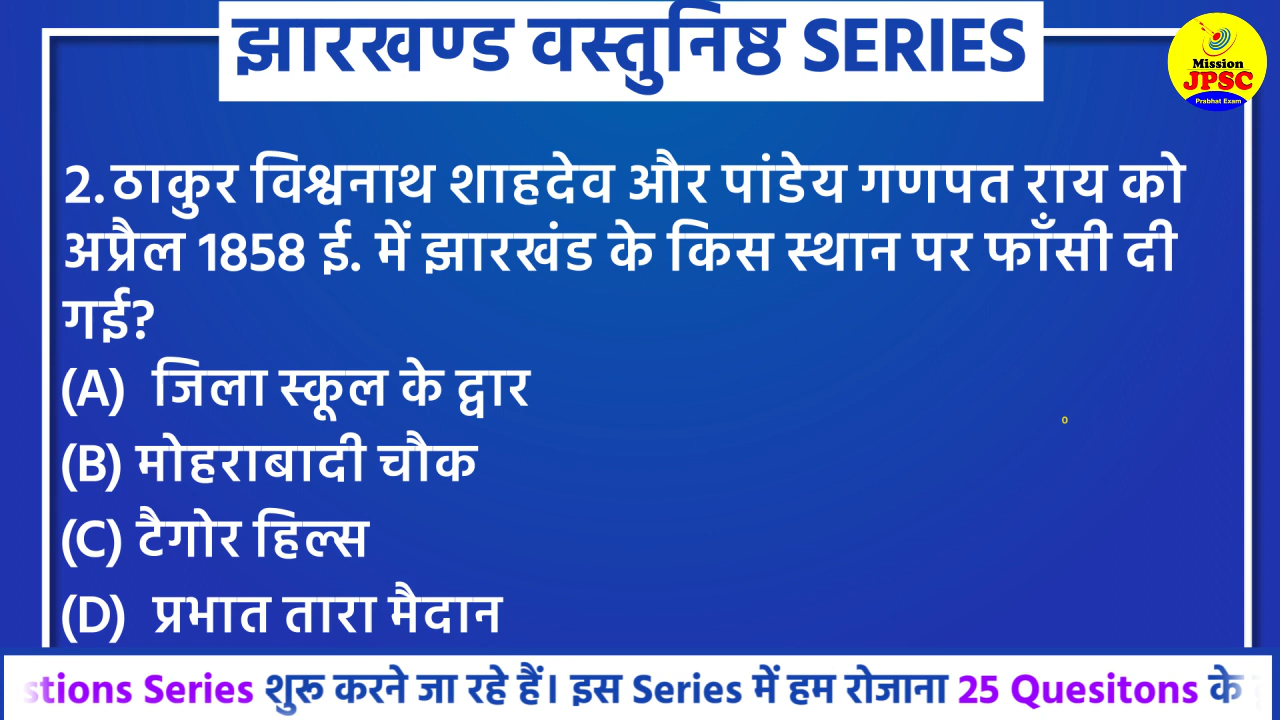 झारखण्ड वस्तुनिष्ठ SERIES
Mission
JPSC
Prabhat Exam
2. ठाकुर विश्वनाथ शाहदेव और पांडेय गणपत राय को
अप्रैल 1858 ई. में झारखंड के किस स्थान पर फाँसी दी
गई?
(A) जिला स्कूल के द्वार
(B) मोहराबादी चौक
(C) टैगोर हिल्स
(D) प्रभात तारा मैदान
stions Series शुरू करने जा रहे हैं। इस Series में हम रोजाना 25 Quesitons के